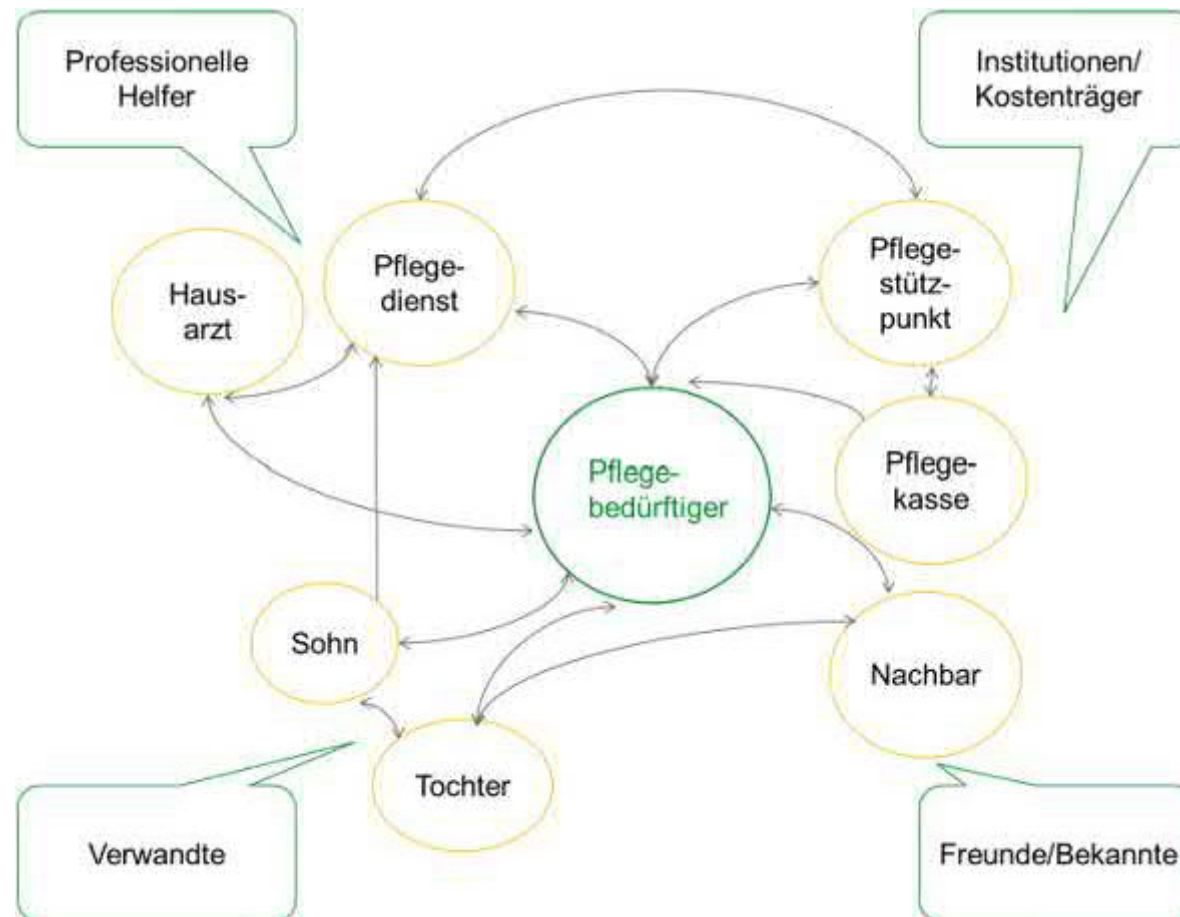 Professionelle
Helfer
Institutionen/
Kostenträger
Haus-
arzt
Pflege-
dienst
Pflege-
stütz-
punkt
Pflege-
bedürftiger
Pflege-
kasse
Sohn
Nachbar
Tochter
Verwandte
Freunde/Bekannte